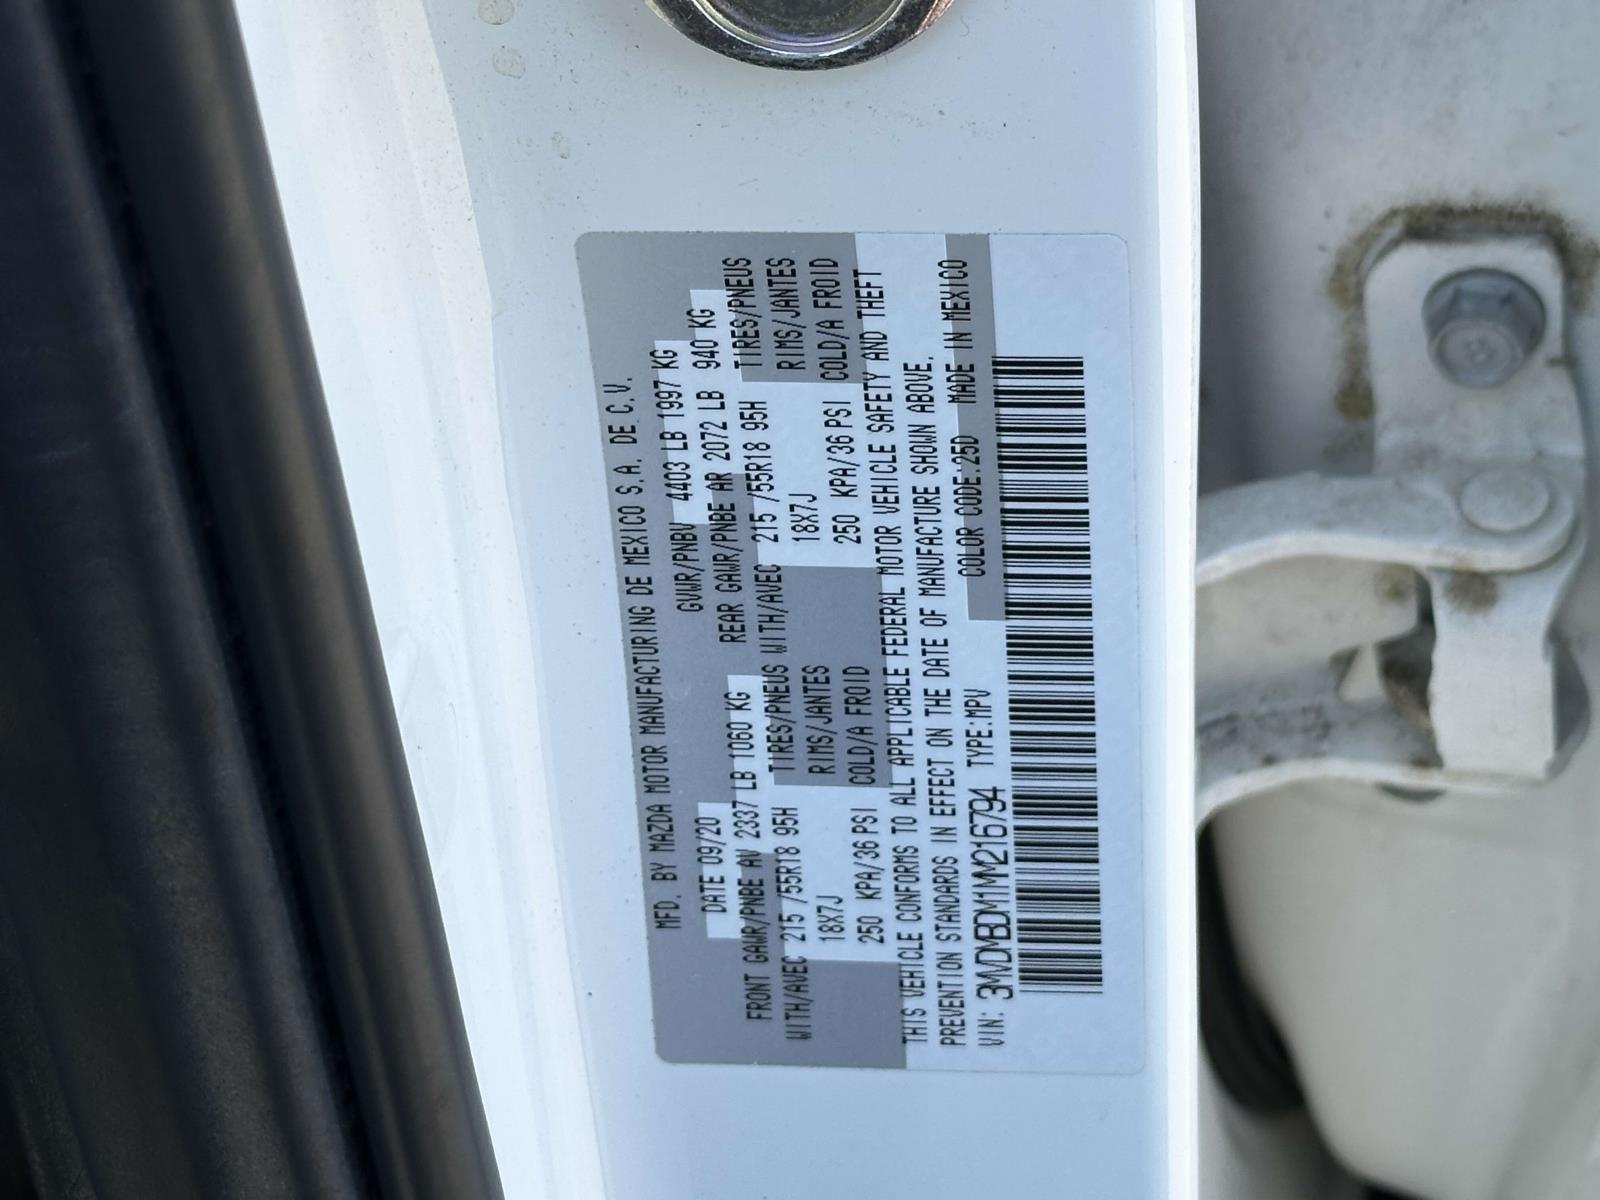 MFD. BY MAZDA MOTOR MANUFACTURING DE MEXICO S.A. DE C.V.
DATE 09/20 GVWR/PNBV 4403 LB 1997 KG
FRONT GAWR/PNBE AV 2337 LB 1060 KG REAR GAWR/PNBE AR 2072 LB 940 KG
WITH/AVEC 215 /55R18 95H TIRES/PNEUS WITH/AVEC 215 /55R18 95H TIRES/PNEUS
18X7J RIMS/JANTES 18X7J RIMS/JANTES
250 KPA/36 PSI COLD/A FROID 250 KPA/36 PSI COLD/A FROID
THIS VEHICLE CONFORMS TO ALL APPLICABLE FEDERAL MOTOR VEHICLE SAFETY AND THEFT
PREVENTION STANDARDS IN EFFECT ON THE DATE OF MANUFACTURE SHOWN ABOVE.
VIN: 3MVDMBDM1MM216794 TYPE:MPV COLOR CODE.25D MADE IN MEXICO